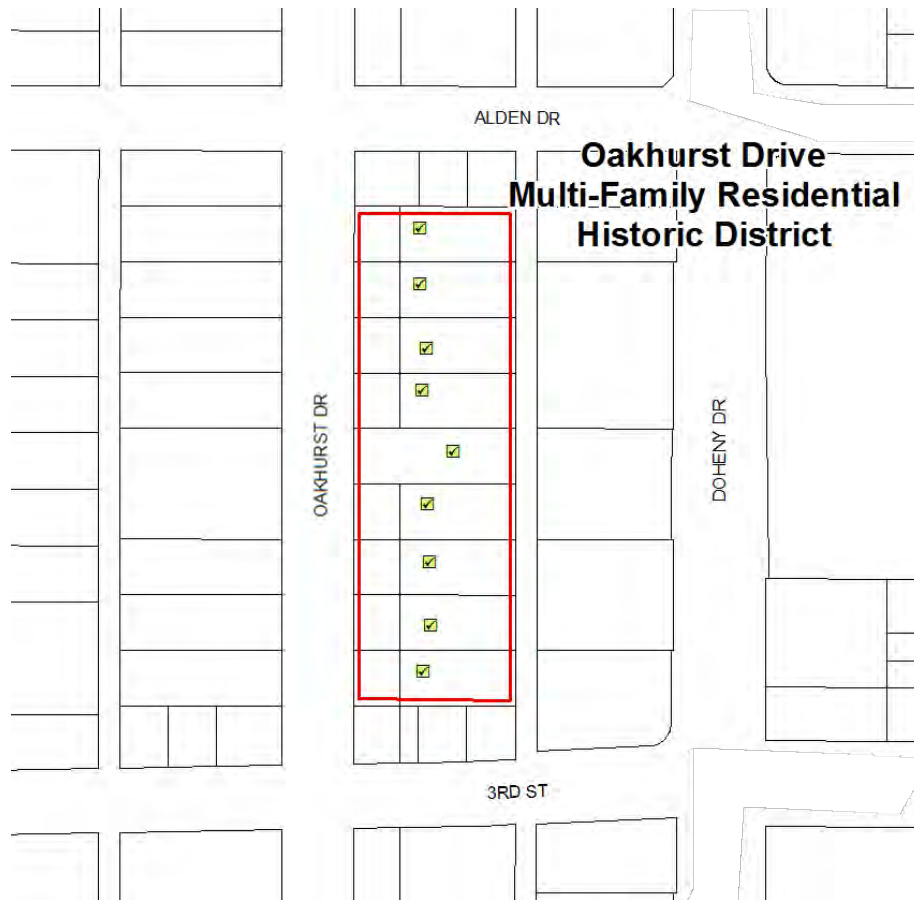 ALDEN DR
Oakhurst Drive
Multi-Family Residential
Historic District
OAKHURST DR
DOHENY DR
3RD ST